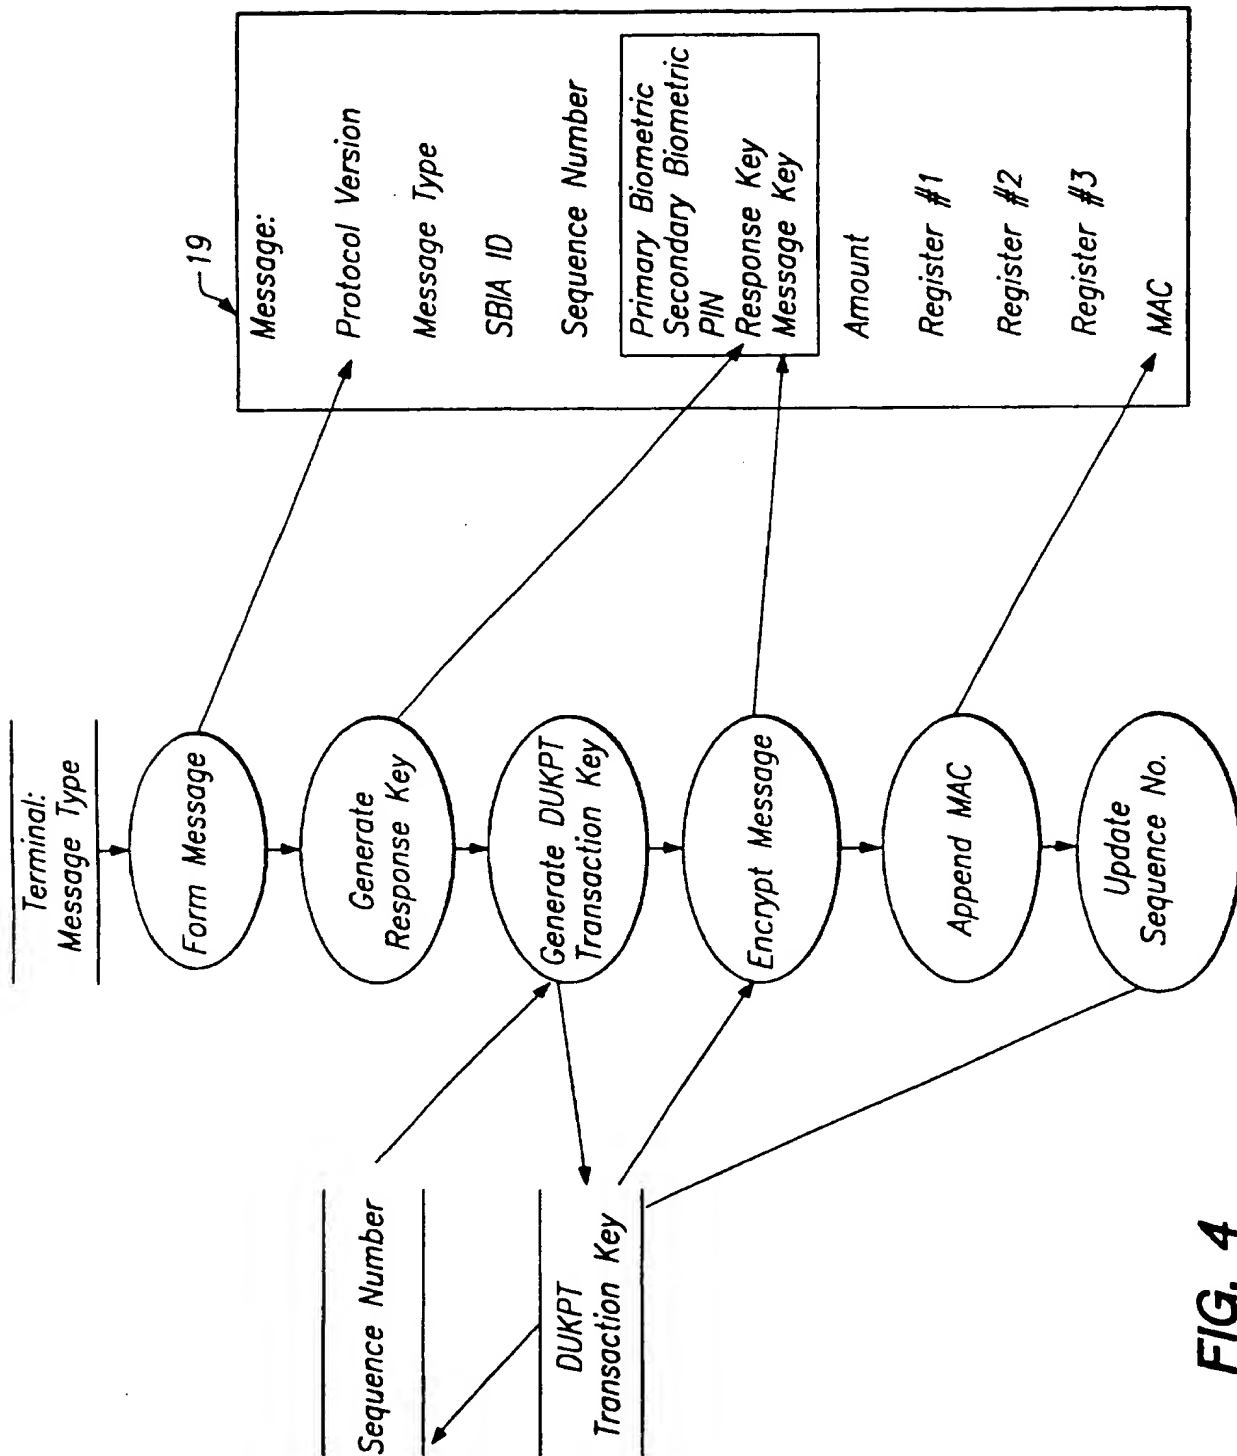 Terminal:
Message Type
Form Message
Generate
Response Key
Generate DUKPT
Transaction Key
Encrypt Message
Append MAC
Update
Sequence No.
Sequence Number
DUKPT
Transaction Key
19
Message:
Protocol Version
Message Type
SBIA ID
Sequence Number
Primary Biometric
Secondary Biometric
PIN
Response Key
Message Key
Amount
Register #1
Register #2
Register #3
MAC
FIG. 4